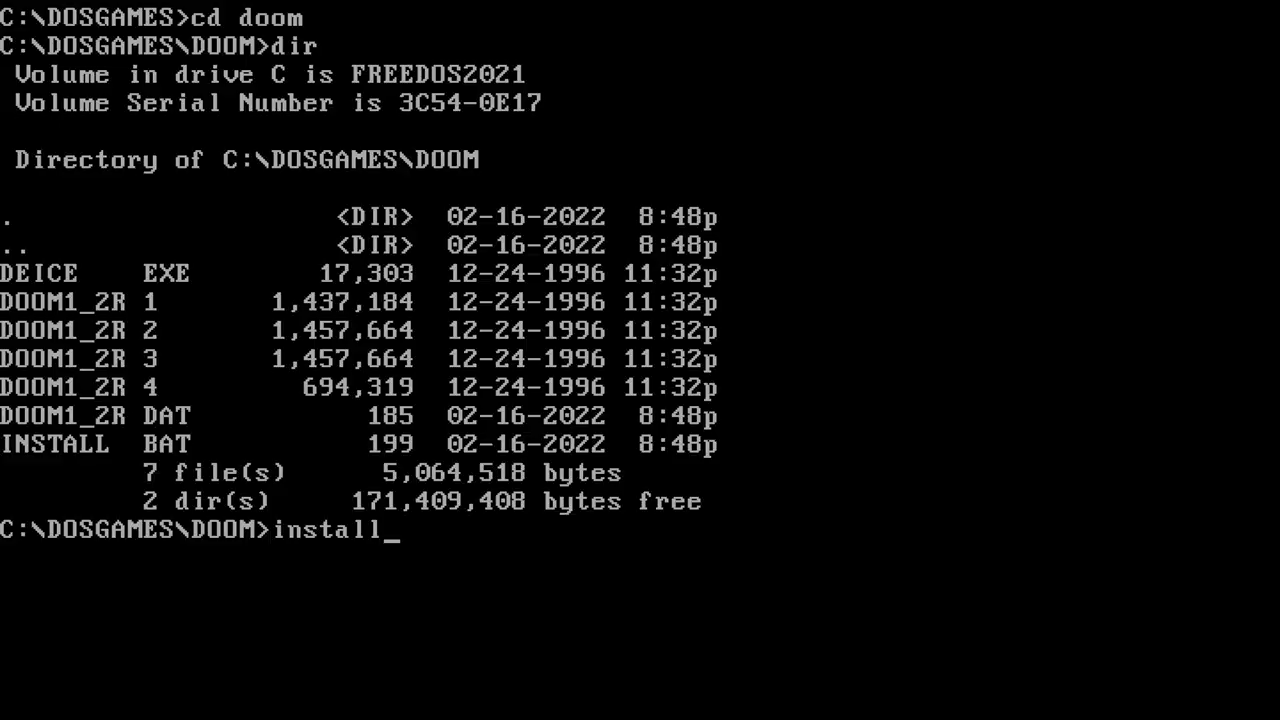 C:\DOSGAMES>cd doom
C:\DOSGAMES\DOOM>dir
 Volume in drive C is FREEDOS2021
 Volume Serial Number is 3C54-0E17

 Directory of C:\DOSGAMES\DOOM

.                    <DIR>  02-16-2022  8:48p
..                   <DIR>  02-16-2022  8:48p
DEICE    EXE        17,303  12-24-1996 11:32p
DOOM1_2R 1       1,437,184  12-24-1996 11:32p
DOOM1_2R 2       1,457,664  12-24-1996 11:32p
DOOM1_2R 3       1,457,664  12-24-1996 11:32p
DOOM1_2R 4         694,319  12-24-1996 11:32p
DOOM1_2R DAT           185  02-16-2022  8:48p
INSTALL  BAT           199  02-16-2022  8:48p
         7 file(s)      5,064,518 bytes
         2 dir(s)     171,409,408 bytes free
C:\DOSGAMES\DOOM>install_